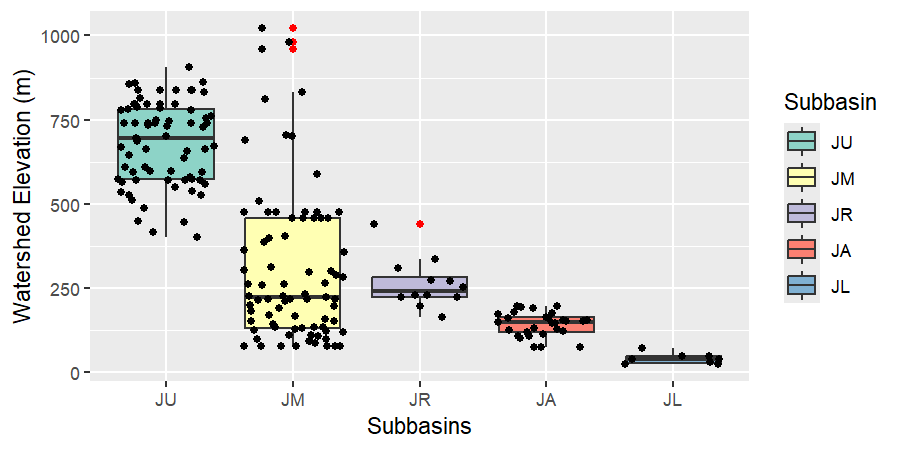 Watershed Elevation (m)
1000
750
500
250
0
JU JM JR JA JL
Subbasins
Subbasin
JU
JM
JR
JA
JL